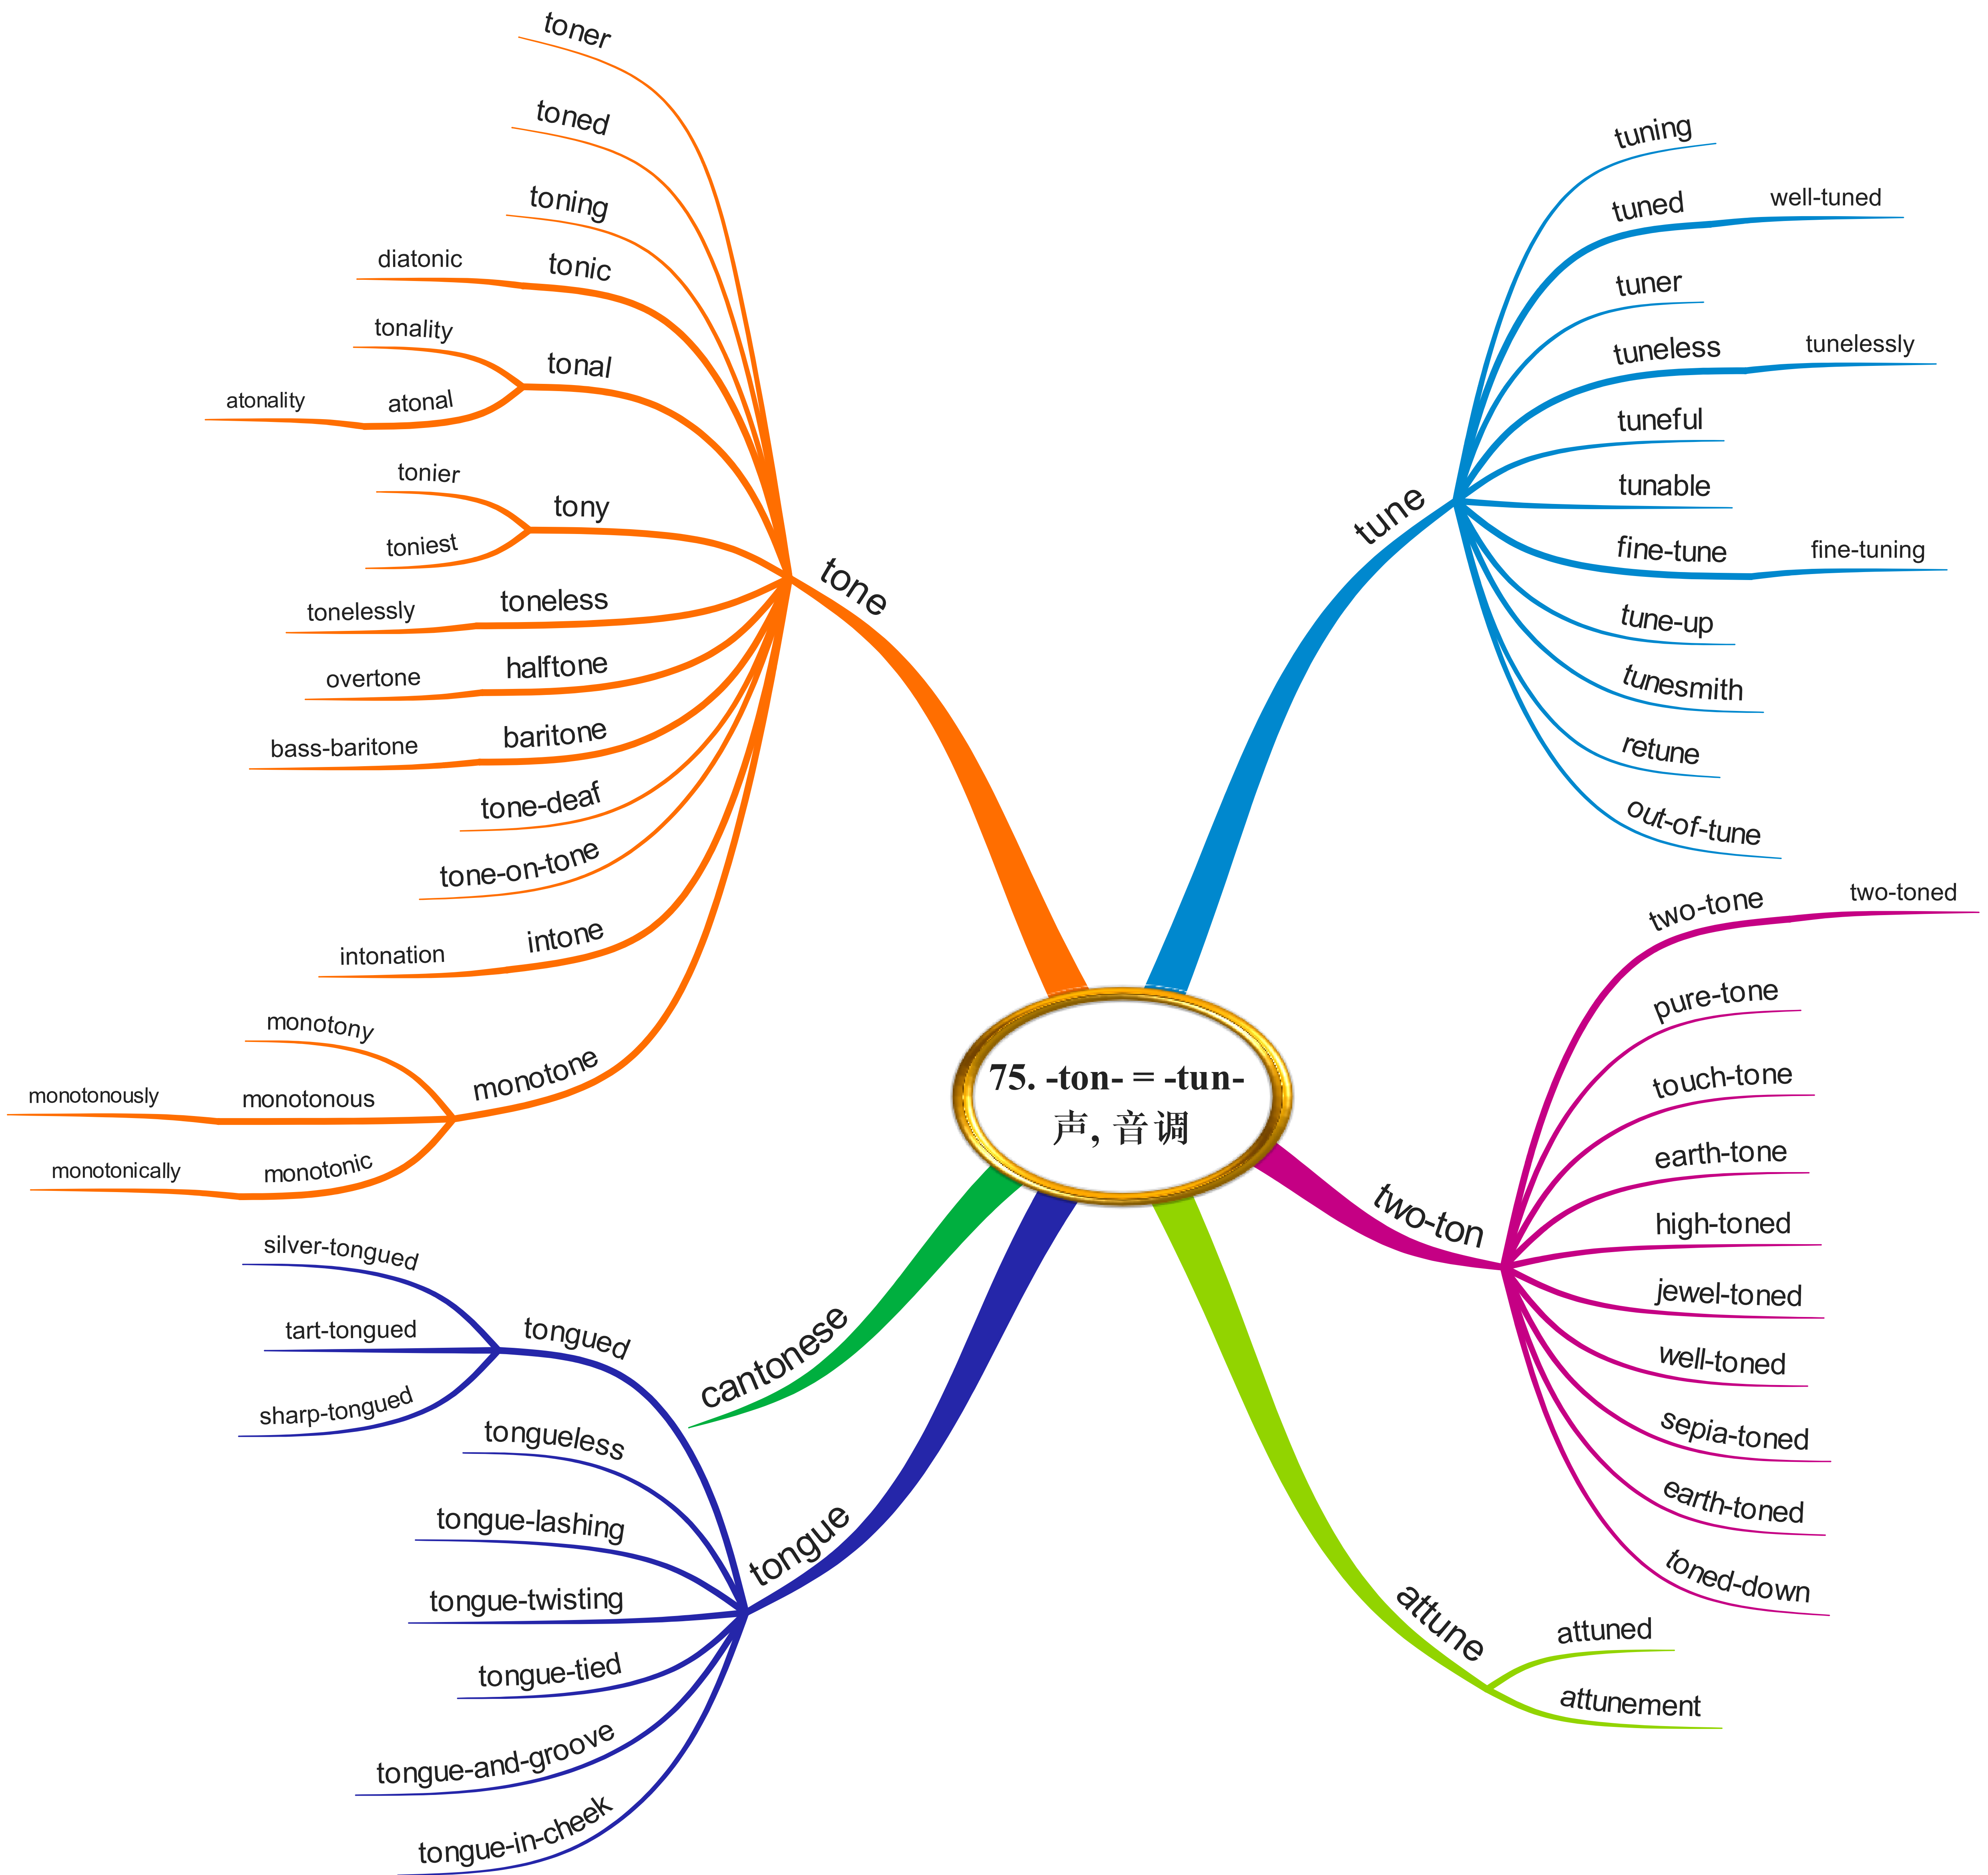 75. -ton- = -tun-
声, 音调
tune
tuning
tuned
well-tuned
tuner
tuneless
tunelessly
tuneful
tunable
fine-tune
fine-tuning
tune-up
tunesmith
retune
out-of-tune
two-ton
two-tone
two-toned
pure-tone
touch-tone
earth-tone
high-toned
jewel-toned
well-toned
sepia-toned
earth-toned
toned-down
attune
attuned
attunement
tongue
tongued
silver-tongued
tart-tongued
sharp-tongued
tongueless
tongue-lashing
tongue-twisting
tongue-tied
tongue-and-groove
tongue-in-cheek
cantonese
tone
toner
toned
toning
tonic
diatonic
tonal
tonality
atonal
atonality
tony
tonier
toniest
toneless
tonelessly
halftone
overtone
baritone
bass-baritone
tone-deaf
tone-on-tone
intone
intonation
monotone
monotony
monotonous
monotonously
monotonic
monotonically